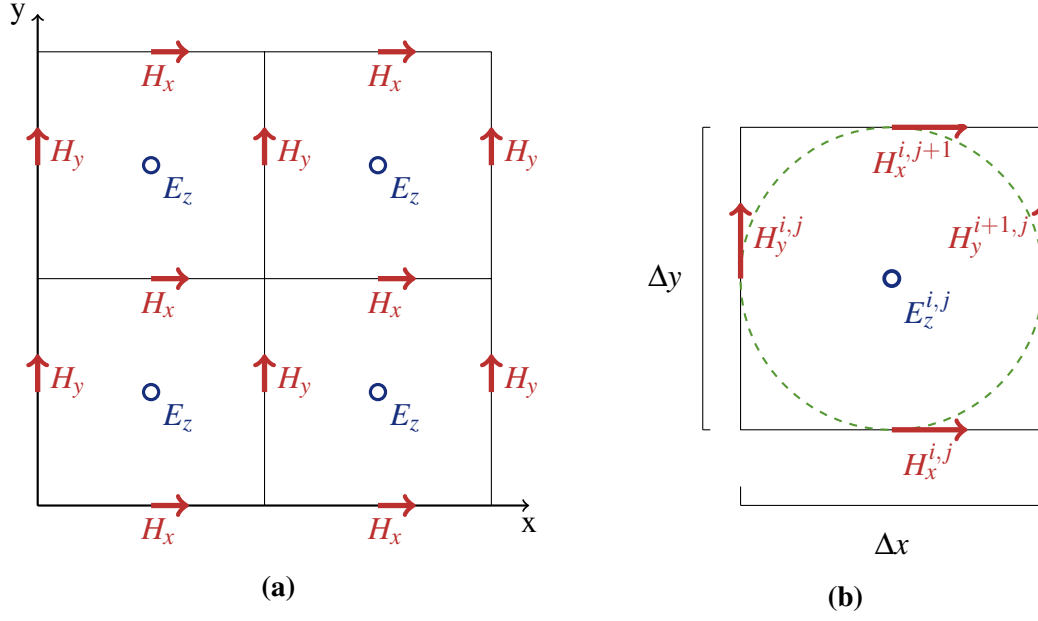 y
H_x H_x
H_y H_y H_y
E_z E_z
H_x H_x
H_y H_y H_y
E_z E_z
H_x H_x
x
(a)
H_x^{i,j+1}
H_y^{i,j} H_y^{i+1,j}
Δy
E_z^{i,j}
H_x^{i,j}
Δx
(b)